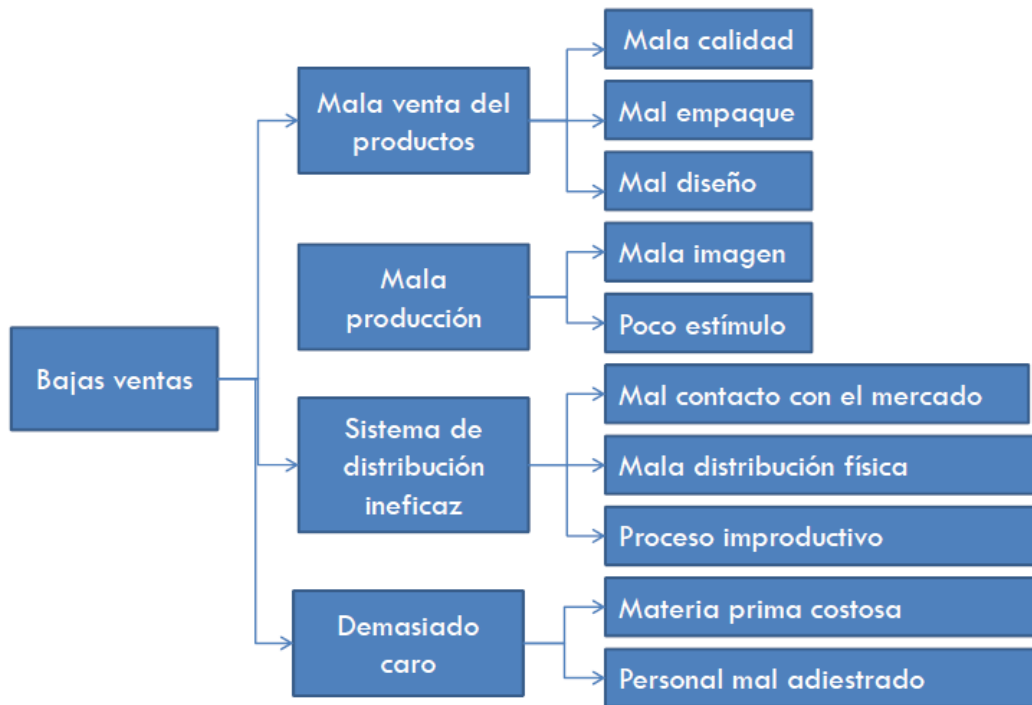 Bajas ventas
Mala venta del
productos
Mala calidad
Mal empaque
Mal diseño
Mala
producción
Mala imagen
Poco estímulo
Sistema de
distribución
ineficaz
Mal contacto con el mercado
Mala distribución física
Proceso improductivo
Demasiado
caro
Materia prima costosa
Personal mal adiestrado